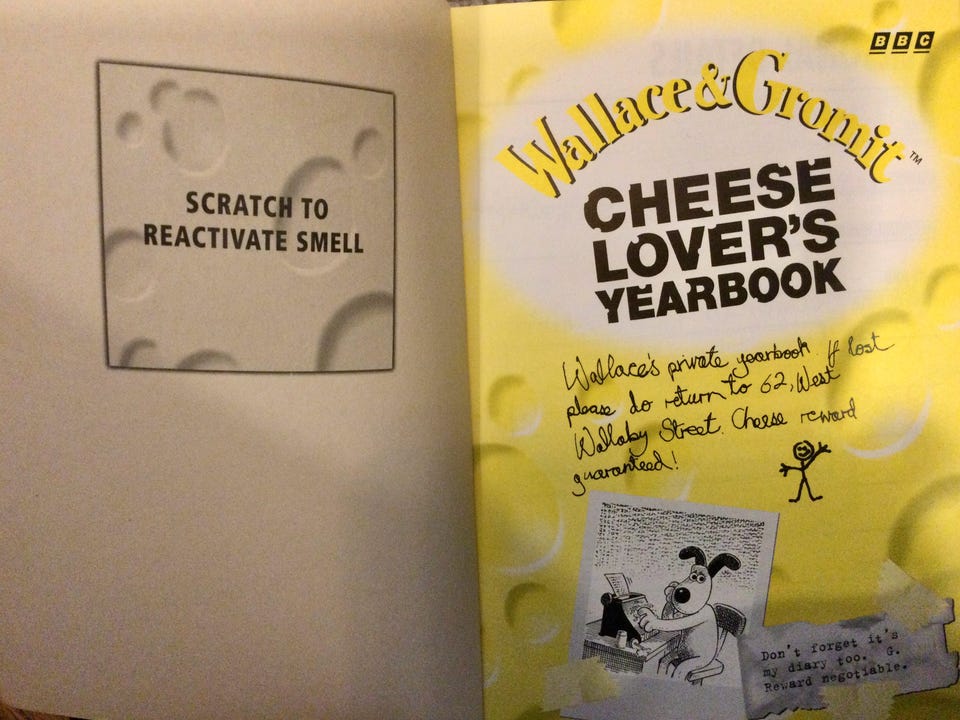 SCRATCH TO
REACTIVATE SMELL
BBC
Wallace & Gromit™
CHEESE
LOVER'S
YEARBOOK
Wallace's private yearbook. If lost
please do return to 62, West
Wallaby Street. Cheese reward
guaranteed!
Don't forget it's
my diary too. G.
Reward negotiable.